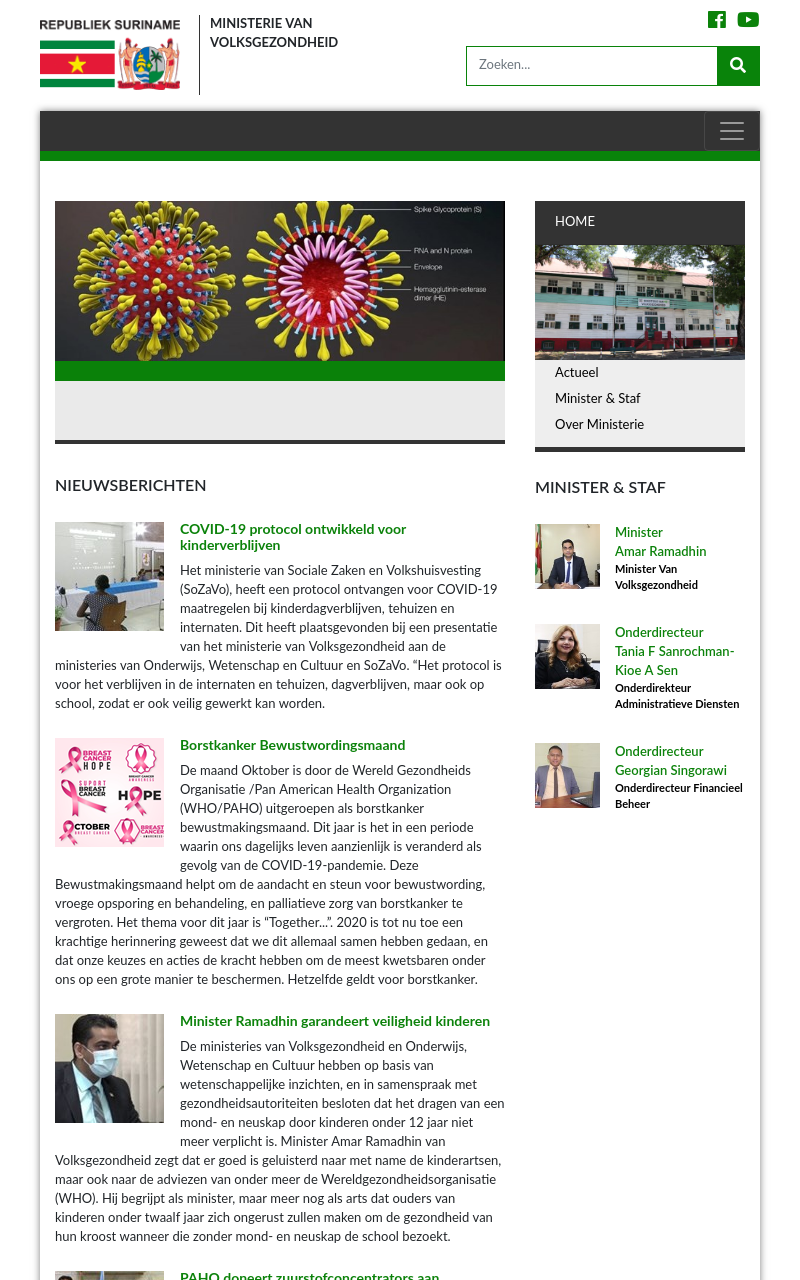 REPUBLIEK SURINAME
MINISTERIE VAN
VOLKSGEZONDHEID
Zoeken...
Spike Glycoprotein (S)
RNA and N protein
Envelope
Hemagglutinin-esterase
dimer (HE)
HOME
Actueel
Minister & Staf
Over Ministerie
NIEUWSBERICHTEN
COVID-19 protocol ontwikkeld voor
kinderverblijven
Het ministerie van Sociale Zaken en Volkshuisvesting
(SoZaVo), heeft een protocol ontvangen voor COVID-19
maatregelen bij kinderdagverblijven, tehuizen en
internaten. Dit heeft plaatsgevonden bij een presentatie
van het ministerie van Volksgezondheid aan de
ministeries van Onderwijs, Wetenschap en Cultuur en SoZaVo. “Het protocol is
voor het verblijven in de internaten en tehuizen, dagverblijven, maar ook op
school, zodat er ook veilig gewerkt kan worden.
BREAST
CANCER
HOPE
BREAST CANCER
AWARENESS
SUPORT
BREAST
CANCER
HOPE
CTOBER
BREAST CANCER
BREAST
CANCER
AWARENESS
Borstkanker Bewustwordingsmaand
De maand Oktober is door de Wereld Gezondheids
Organisatie /Pan American Health Organization
(WHO/PAHO) uitgeroepen als borstkanker
bewustmakingsmaand. Dit jaar is het in een periode
waarin ons dagelijks leven aanzienlijk is veranderd als
gevolg van de COVID-19-pandemie. Deze
Bewustmakingsmaand helpt om de aandacht en steun voor bewustwording,
vroege opsporing en behandeling, en palliatieve zorg van borstkanker te
vergroten. Het thema voor dit jaar is “Together...”. 2020 is tot nu toe een
krachtige herinnering geweest dat we dit allemaal samen hebben gedaan, en
dat onze keuzes en acties de kracht hebben om de meest kwetsbaren onder
ons op een grote manier te beschermen. Hetzelfde geldt voor borstkanker.
Minister Ramadhin garandeert veiligheid kinderen
De ministeries van Volksgezondheid en Onderwijs,
Wetenschap en Cultuur hebben op basis van
wetenschappelijke inzichten, en in samenspraak met
gezondheidsautoriteiten besloten dat het dragen van een
mond- en neuskap door kinderen onder 12 jaar niet
meer verplicht is. Minister Amar Ramadhin van
Volksgezondheid zegt dat er goed is geluisterd naar met name de kinderartsen,
maar ook naar de adviezen van onder meer de Wereldgezondheidsorganisatie
(WHO). Hij begrijpt als minister, maar meer nog als arts dat ouders van
kinderen onder twaalf jaar zich ongerust zullen maken om de gezondheid van
hun kroost wanneer die zonder mond- en neuskap de school bezoekt.
PAHO doneert zuurstofconcentrators aan
MINISTER & STAF
Minister
Amar Ramadhin
Minister Van
Volksgezondheid
Onderdirecteur
Tania F Sanrochman-
Kioe A Sen
Onderdirekteur
Administratieve Diensten
Onderdirecteur
Georgian Singorawi
Onderdirecteur Financieel
Beheer